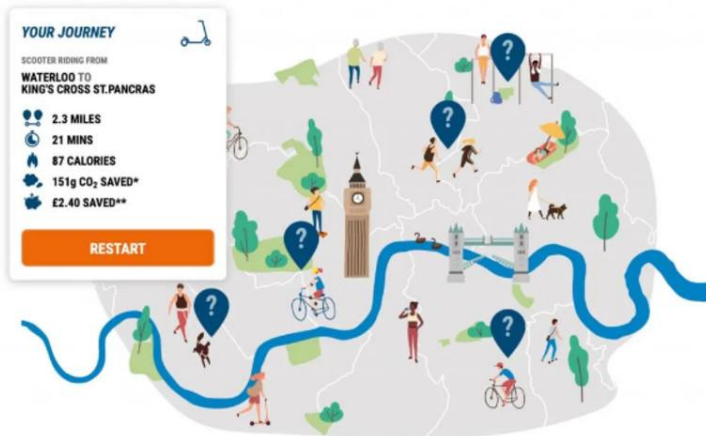 YOUR JOURNEY
SCOOTER RIDING FROM
WATERLOO TO
KING'S CROSS ST.PANCRAS
2.3 MILES
21 MINS
87 CALORIES
151g CO₂ SAVED*
£2.40 SAVED**
RESTART
?
?
?
?
?